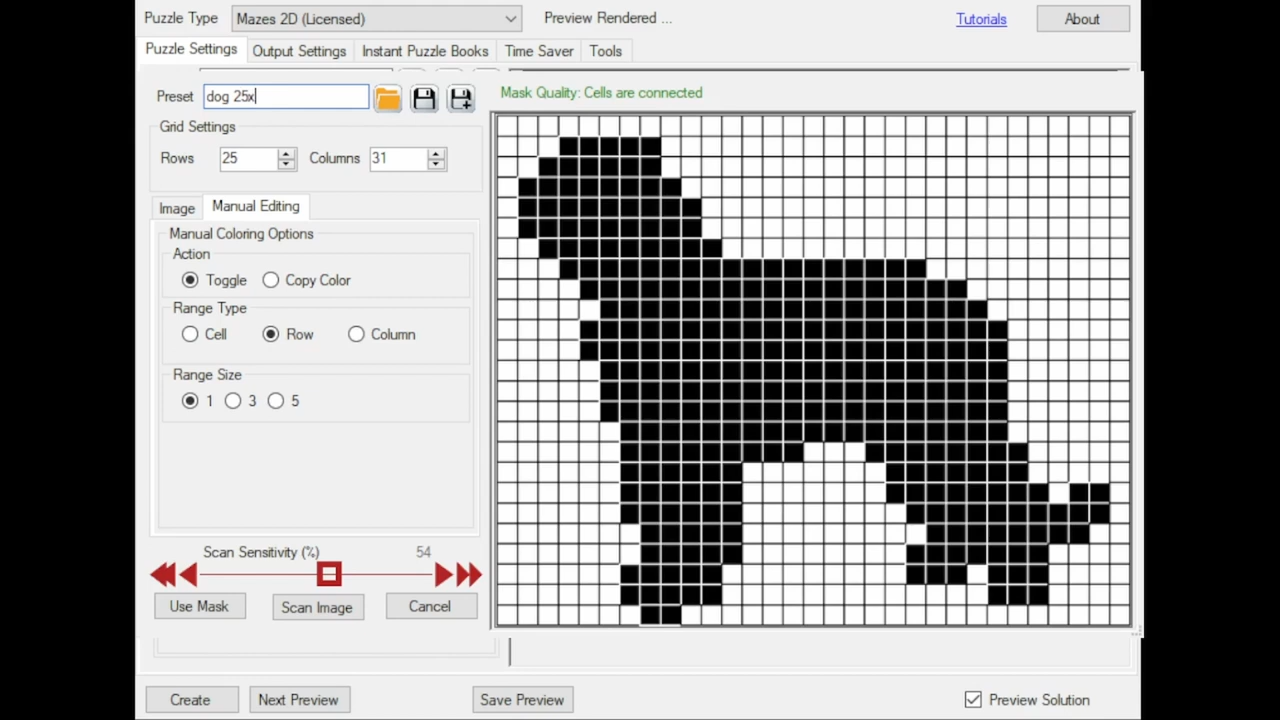 Puzzle Type Mazes 2D (Licensed) Preview Rendered ... Tutorials About
Puzzle Settings Output Settings Instant Puzzle Books Time Saver Tools
Preset dog 25x Mask Quality: Cells are connected
Grid Settings
Rows 25 Columns 31
Image Manual Editing
Manual Coloring Options
Action
Toggle Copy Color
Range Type
Cell Row Column
Range Size
1 3 5
Scan Sensitivity (%) 54
Use Mask Scan Image Cancel
Create Next Preview Save Preview Preview Solution